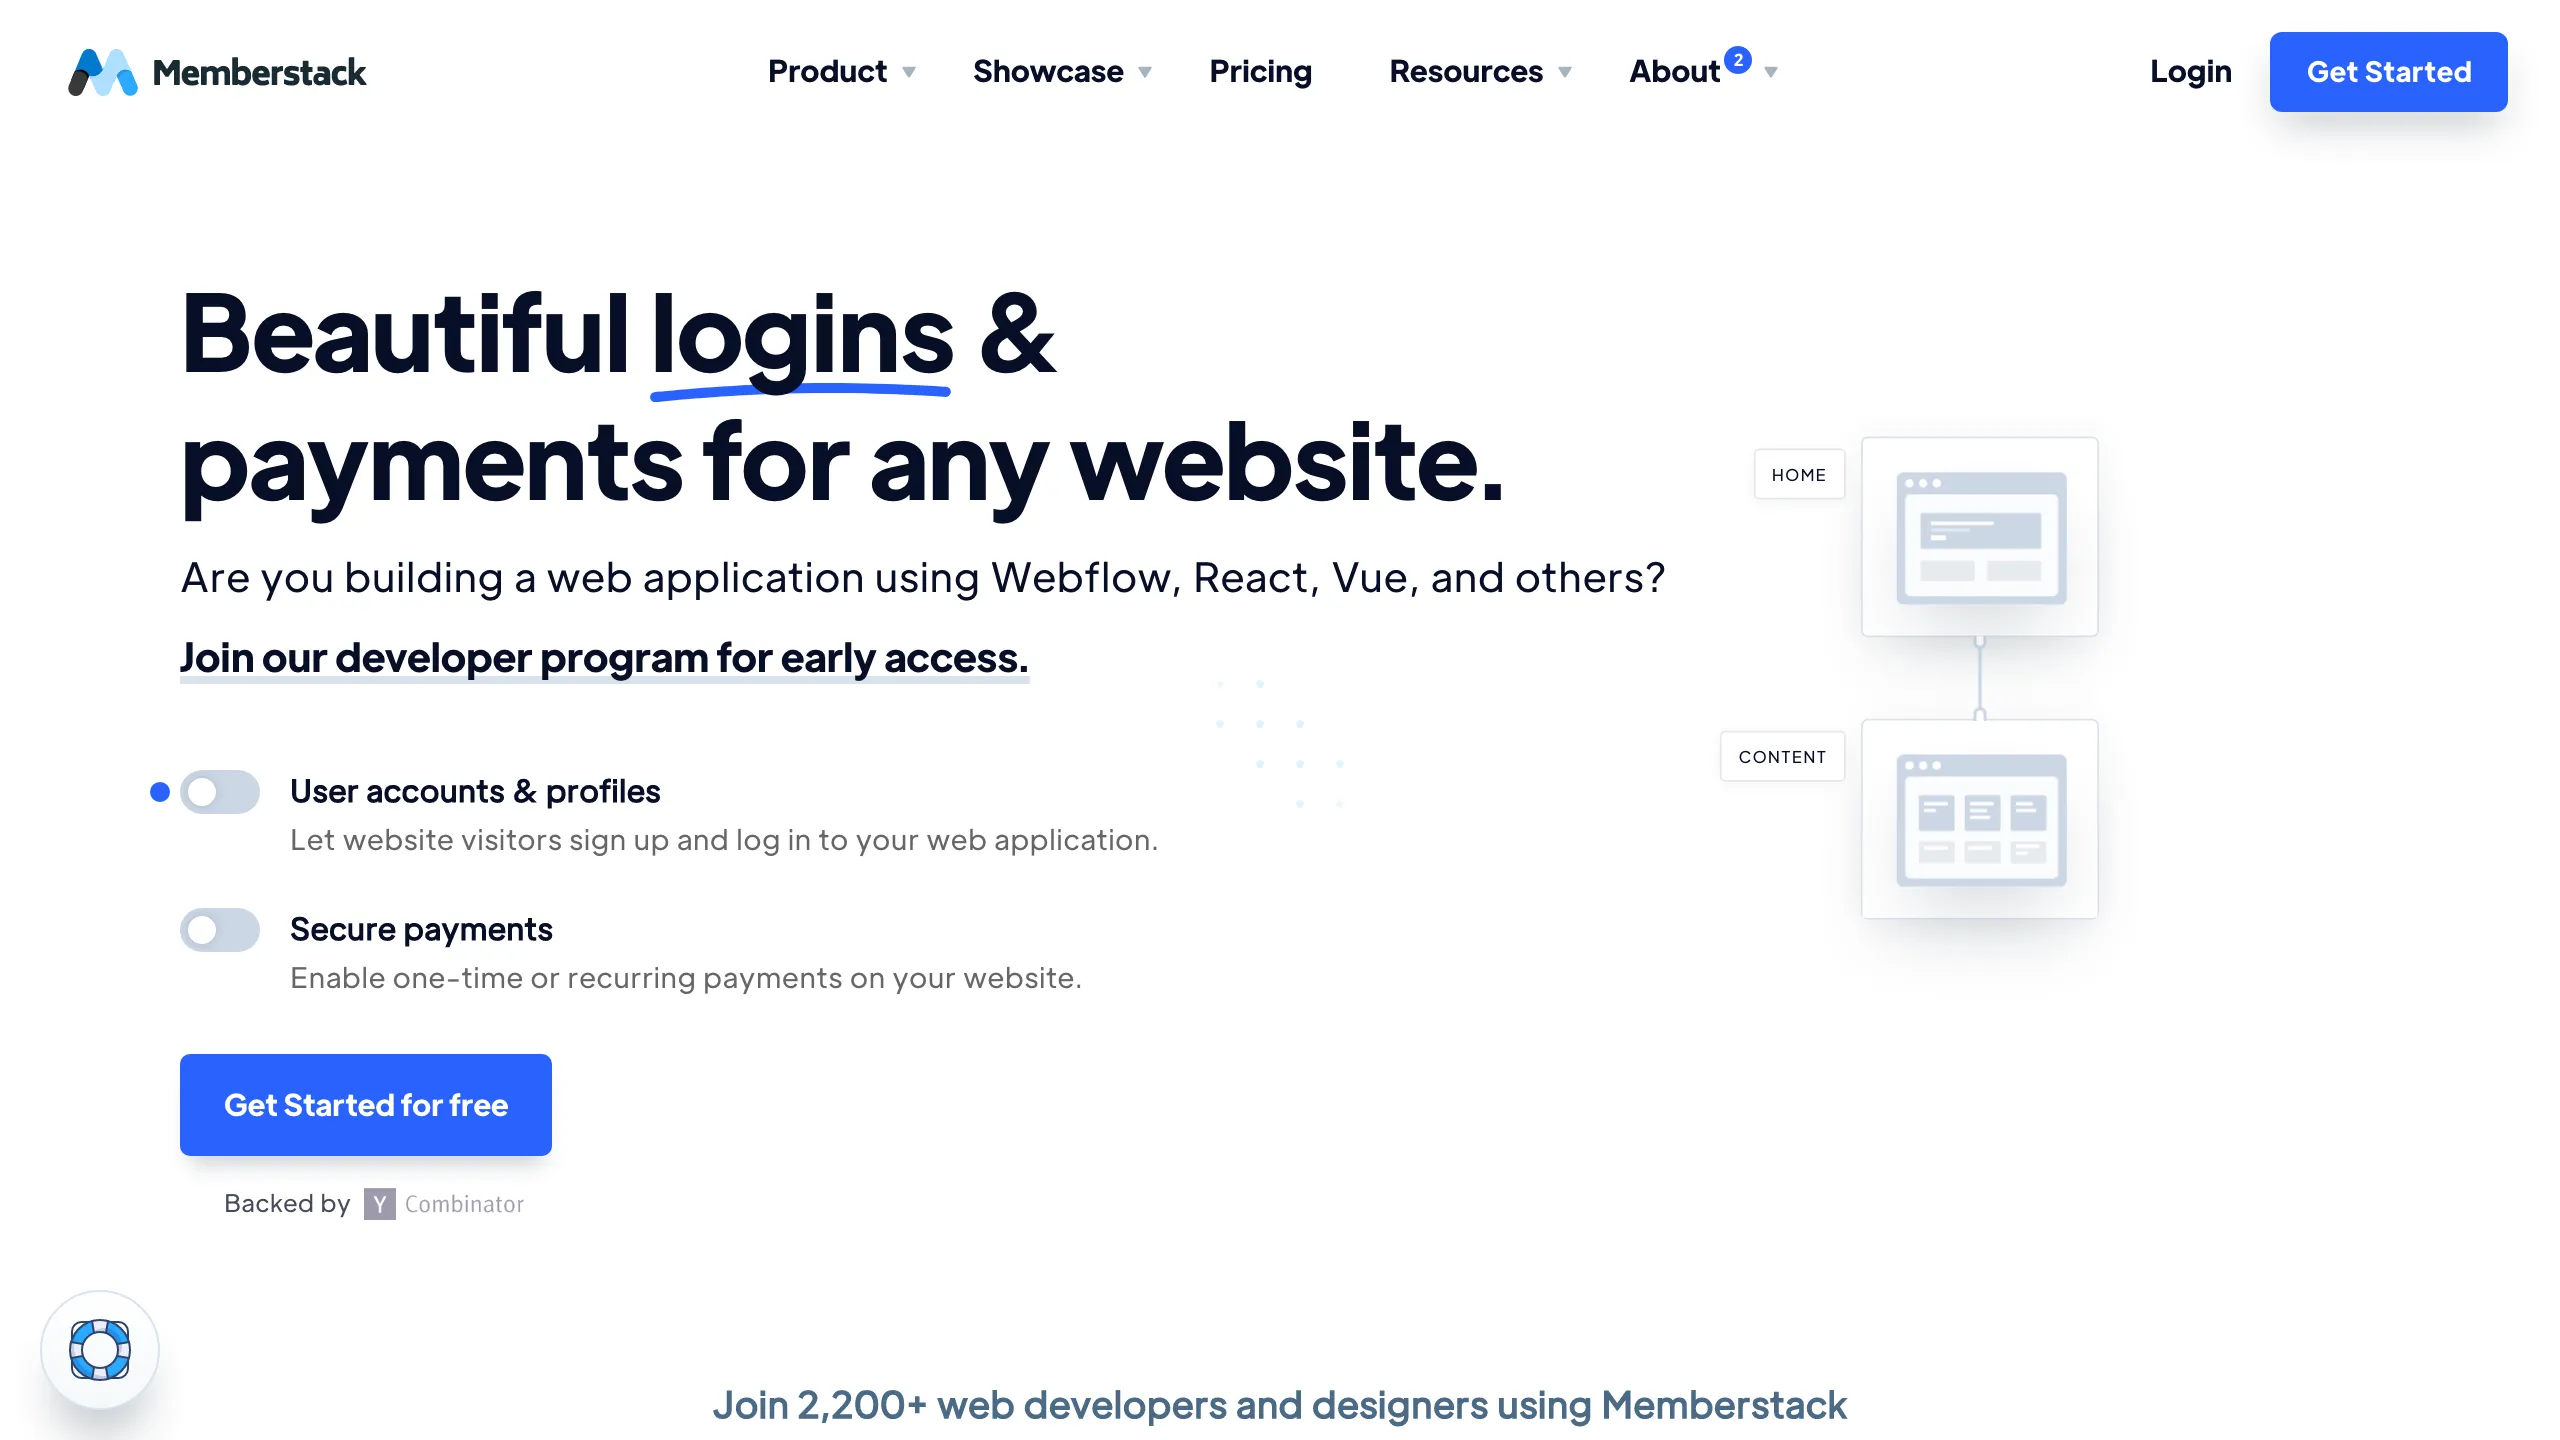 Memberstack
Product
Showcase
Pricing
Resources
About 2
Login
Get Started
Beautiful logins &
payments for any website.
Are you building a web application using Webflow, React, Vue, and others?
Join our developer program for early access.
HOME
CONTENT
User accounts & profiles
Let website visitors sign up and log in to your web application.
Secure payments
Enable one-time or recurring payments on your website.
Get Started for free
Backed by Y Combinator
Join 2,200+ web developers and designers using Memberstack